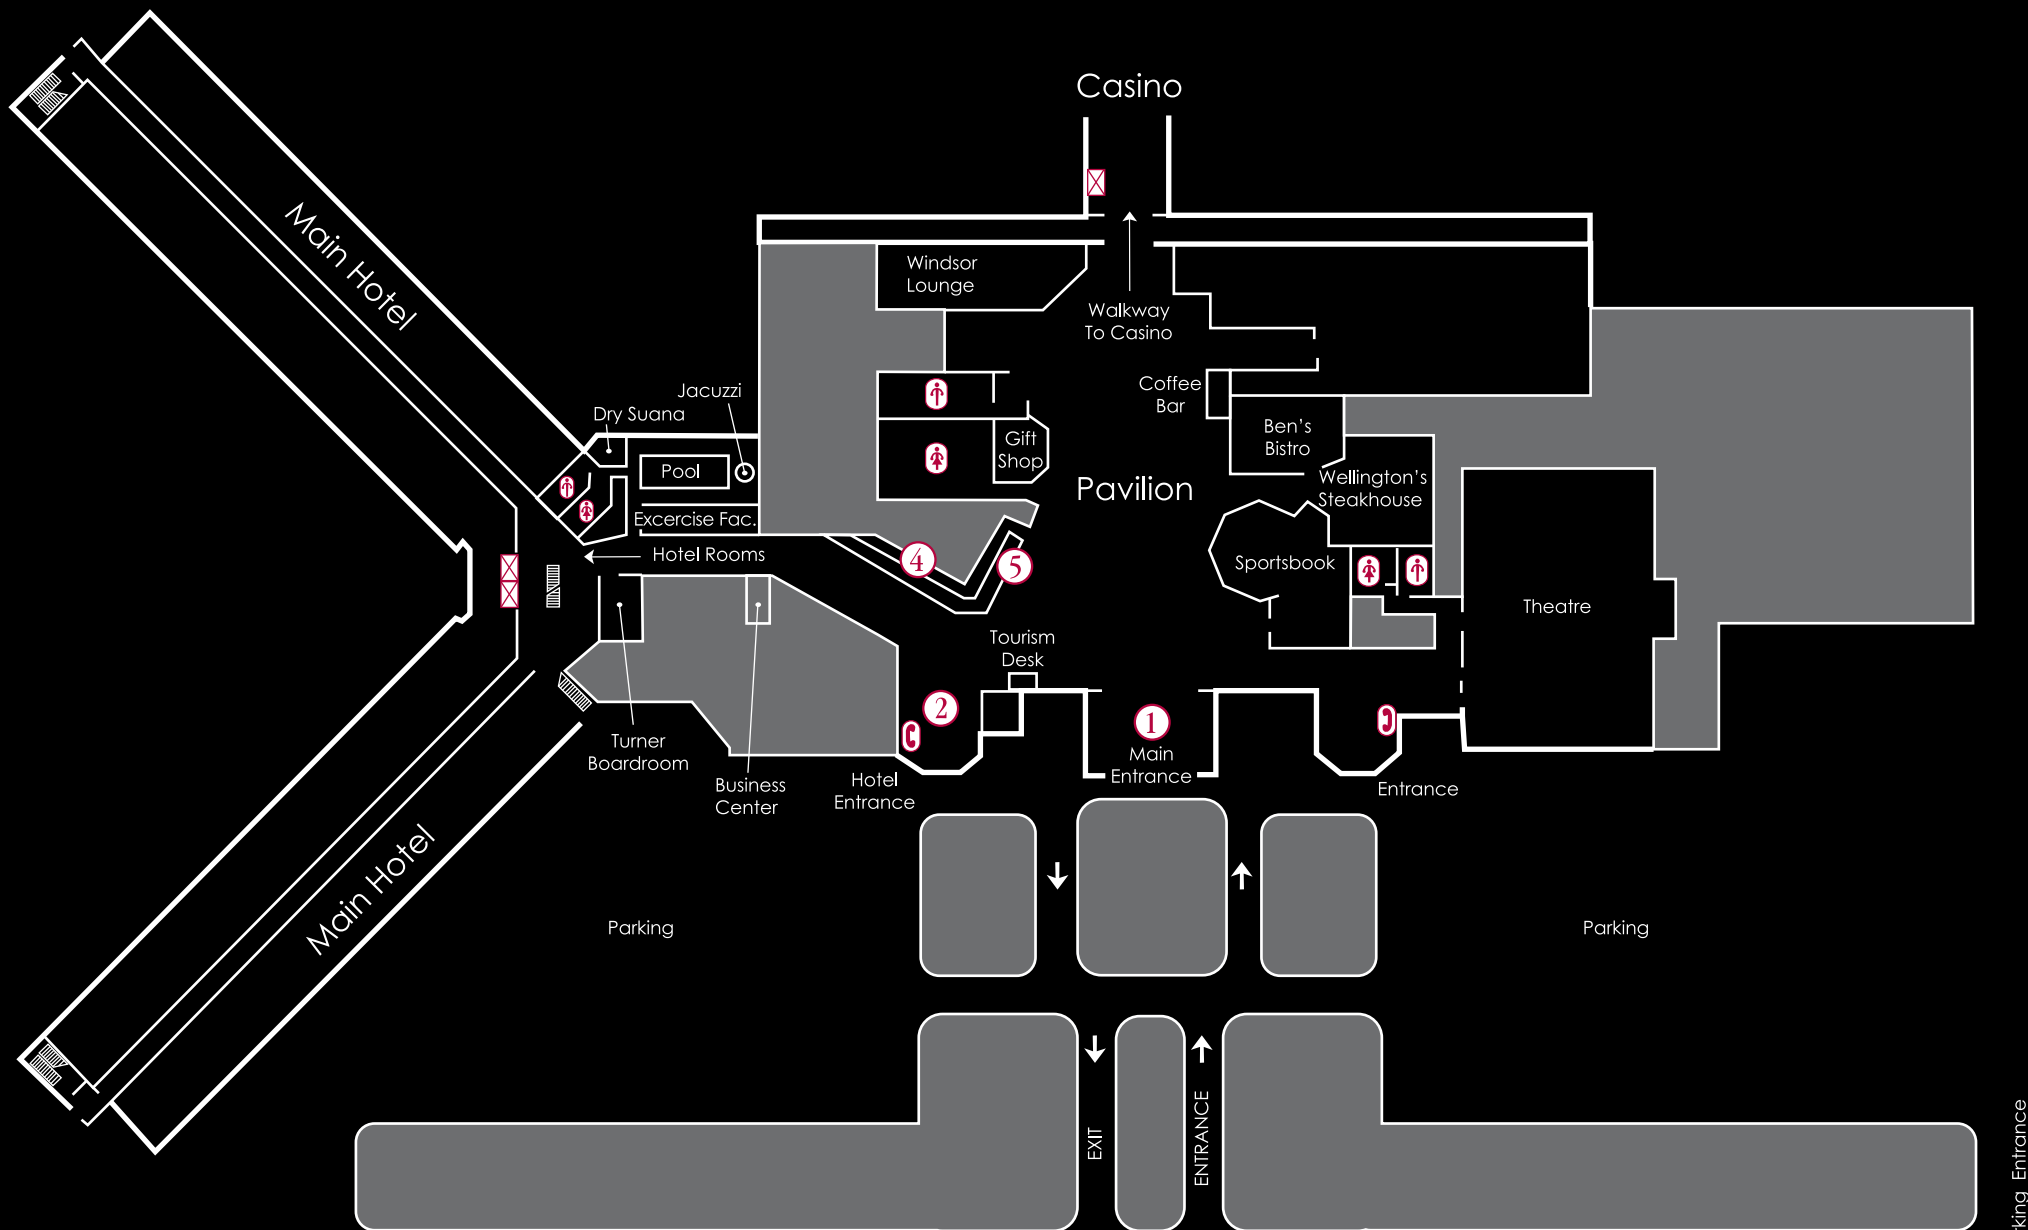 Casino
Main Hotel
Windsor
Lounge
Walkway
To Casino
Jacuzzi
Dry Suana
Coffee
Bar
Pool
Gift
Shop
Ben's
Bistro
Pavilion
Wellington's
Steakhouse
Excercise Fac.
Hotel Rooms
4
5
Sportsbook
Theatre
Tourism
Desk
2
1
Turner
Boardroom
Main
Entrance
Business
Center
Hotel
Entrance
Entrance
Main Hotel
Parking
Parking
EXIT
ENTRANCE
Entrance